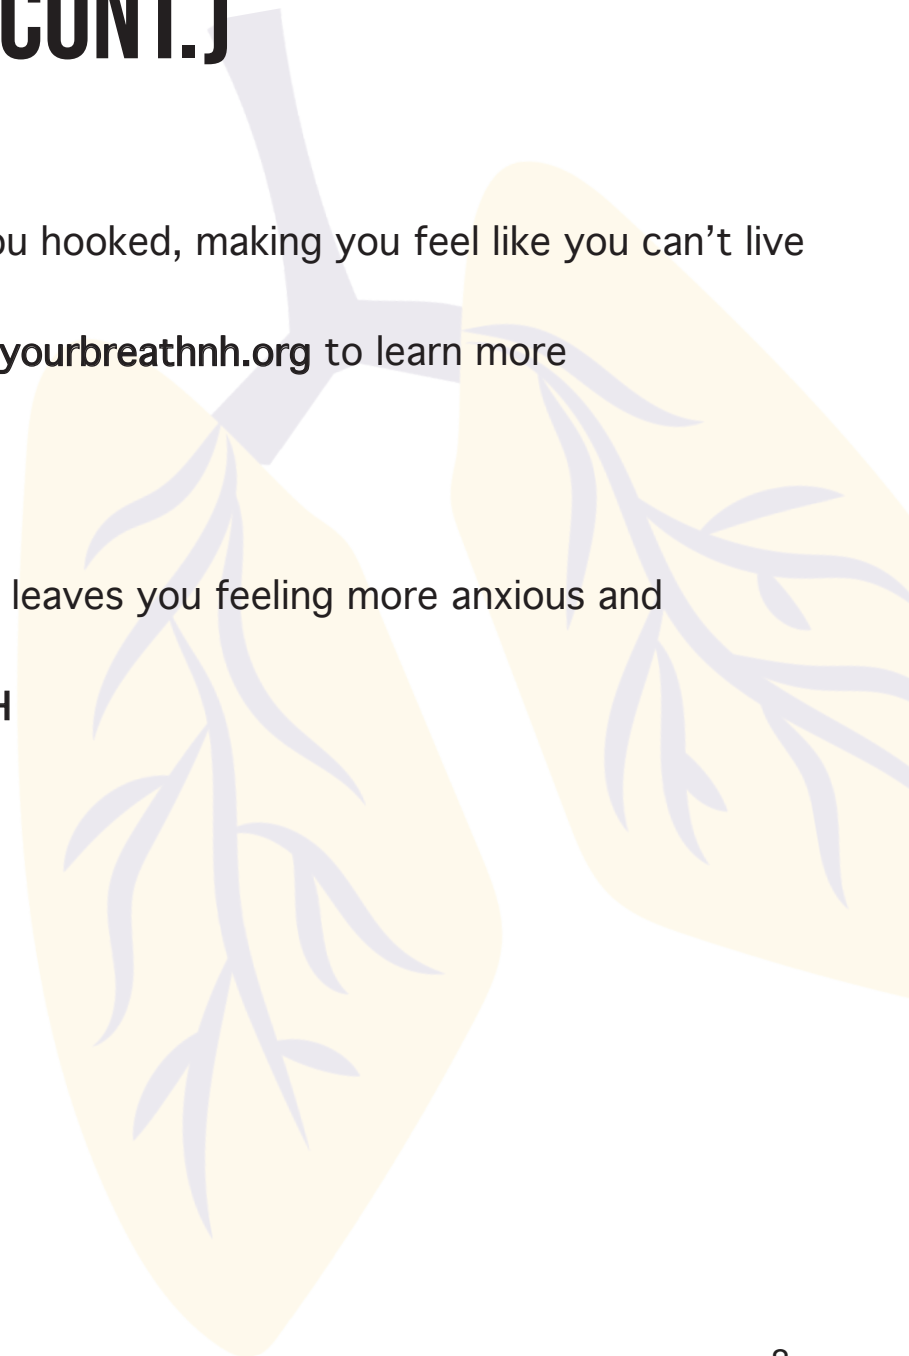 CONT.)
ou hooked, making you feel like you can’t live
yourbreathnh.org to learn more
leaves you feeling more anxious and
H